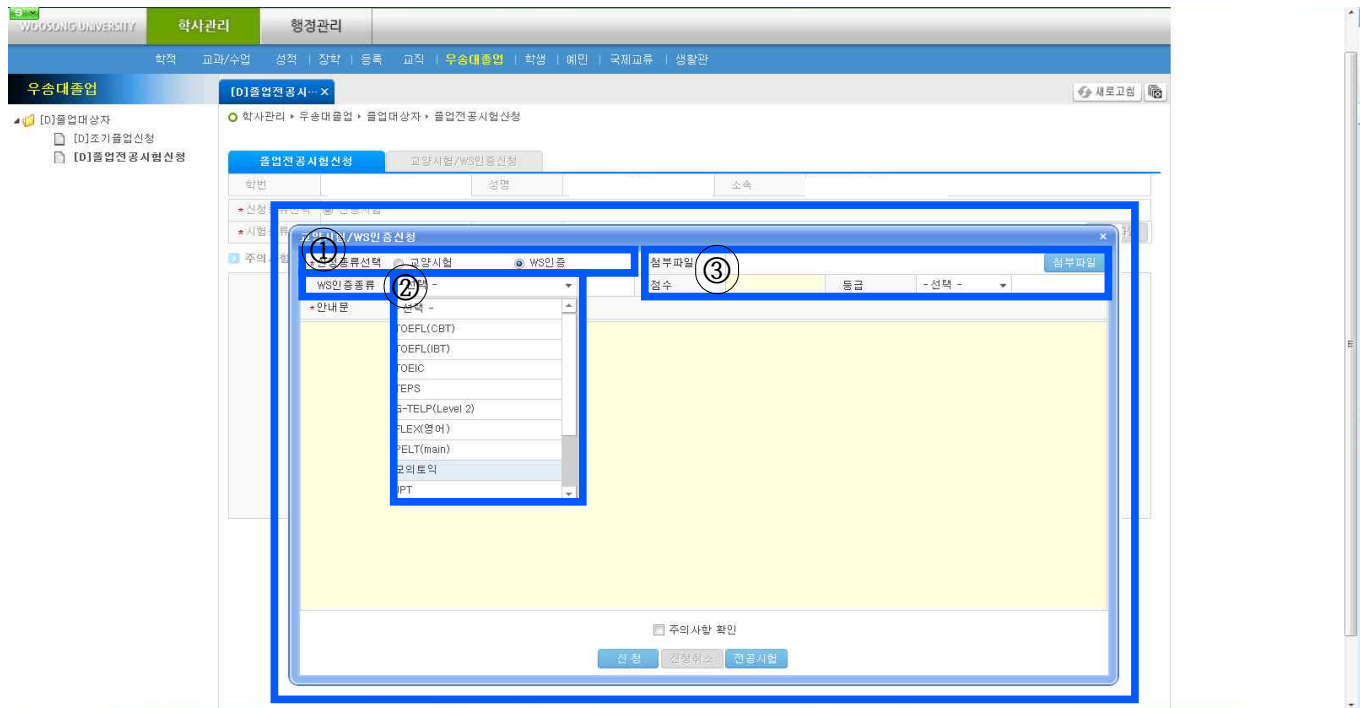 WOOSONG UNIVERSITY 학사관리 행정관리
학적 교과/수업 성적 | 장학 | 등록 교직 | 우송대졸업 | 학생 | 예민 | 국제교류 | 생활관
우송대졸업
[D]졸업대상자
[D]조기졸업신청
[D]졸업전공시험신청
[D]졸업전공시… x
새로고침
학사관리 ▸ 우송대졸업 ▸ 졸업대상자 ▸ 졸업전공시험신청
졸업전공시험신청 교양시험/WS인증신청
학번 성명 소속
주의사
/WS인증신청 ×
①
종류선택 교양시험 WS인증
③
첨부파일 첨부파일
WS인증종류 ② 선택 -
점수 등급 - 선택 -
*안내문
선택 -
TOEFL(CBT)
TOEFL(IBT)
TOEIC
TEPS
G-TELP(Level 2)
FLEX(영어)
PELT(main)
모의토익
JPT
주의사항 확인
신청 신청취소 전공시험